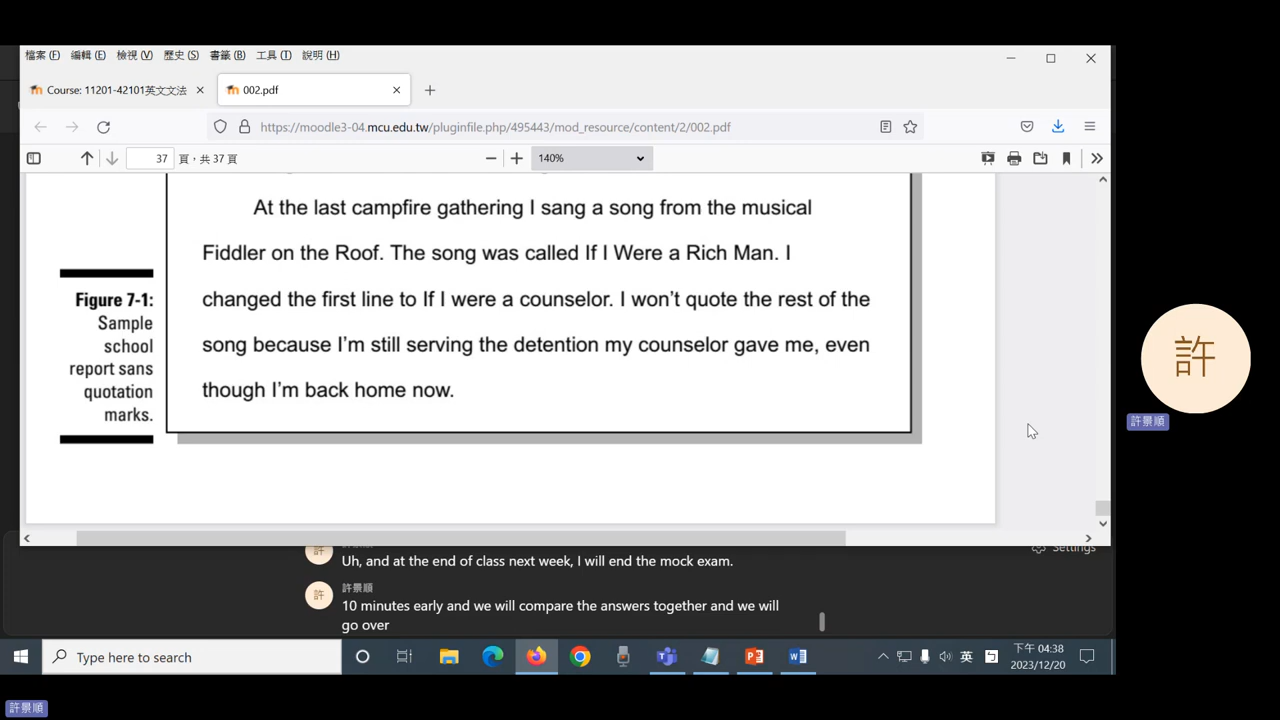 檔案 (F) 編輯 (E) 檢視 (V) 歷史 (S) 書籤 (B) 工具 (T) 說明 (H)
Course: 11201-42101英文文法
002.pdf
https://moodle3-04.mcu.edu.tw/pluginfile.php/495443/mod_resource/content/2/002.pdf
37 頁，共 37 頁
140%
At the last campfire gathering I sang a song from the musical
Fiddler on the Roof. The song was called If I Were a Rich Man. I
changed the first line to If I were a counselor. I won't quote the rest of the
song because I'm still serving the detention my counselor gave me, even
though I'm back home now.
Figure 7-1:
Sample
school
report sans
quotation
marks.
許
許景順
Settings
許
Uh, and at the end of class next week, I will end the mock exam.
許
許景順
10 minutes early and we will compare the answers together and we will
go over
Type here to search
英
下午 04:38
2023/12/20
許景順